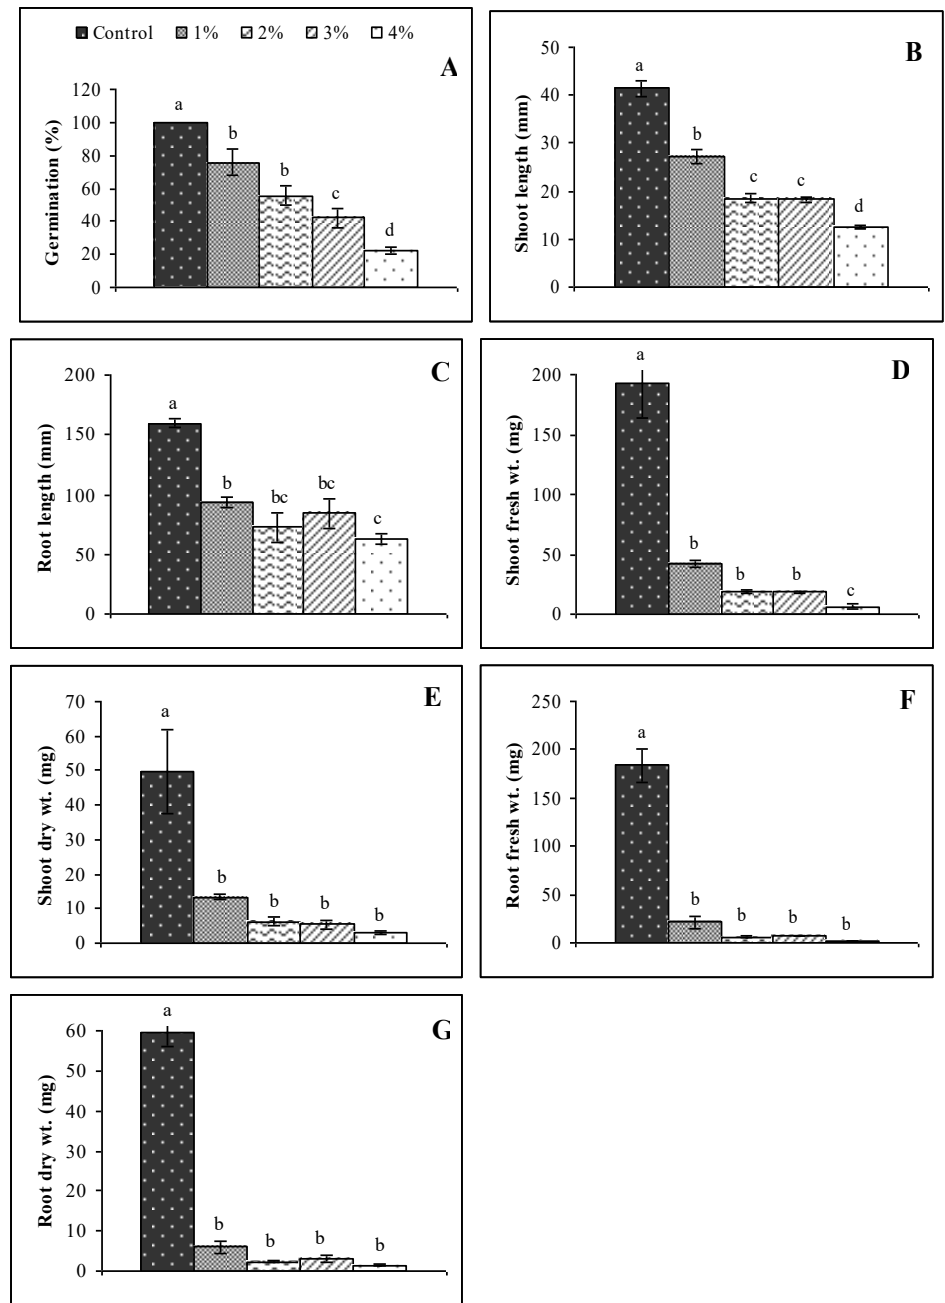 Control 1% 2% 3% 4%
A
Germination (%)
120
100
80
60
40
20
0
a
b
b
c
d
B
Shoot length (mm)
50
40
30
20
10
0
a
b
c
c
d
C
Root length (mm)
200
150
100
50
0
a
b
bc
bc
c
D
Shoot fresh wt. (mg)
200
150
100
50
0
a
b
b
b
c
E
Shoot dry wt. (mg)
70
60
50
40
30
20
10
0
a
b
b
b
b
F
Root fresh wt. (mg)
250
200
150
100
50
0
a
b
b
b
b
G
Root dry wt. (mg)
60
50
40
30
20
10
0
a
b
b
b
b